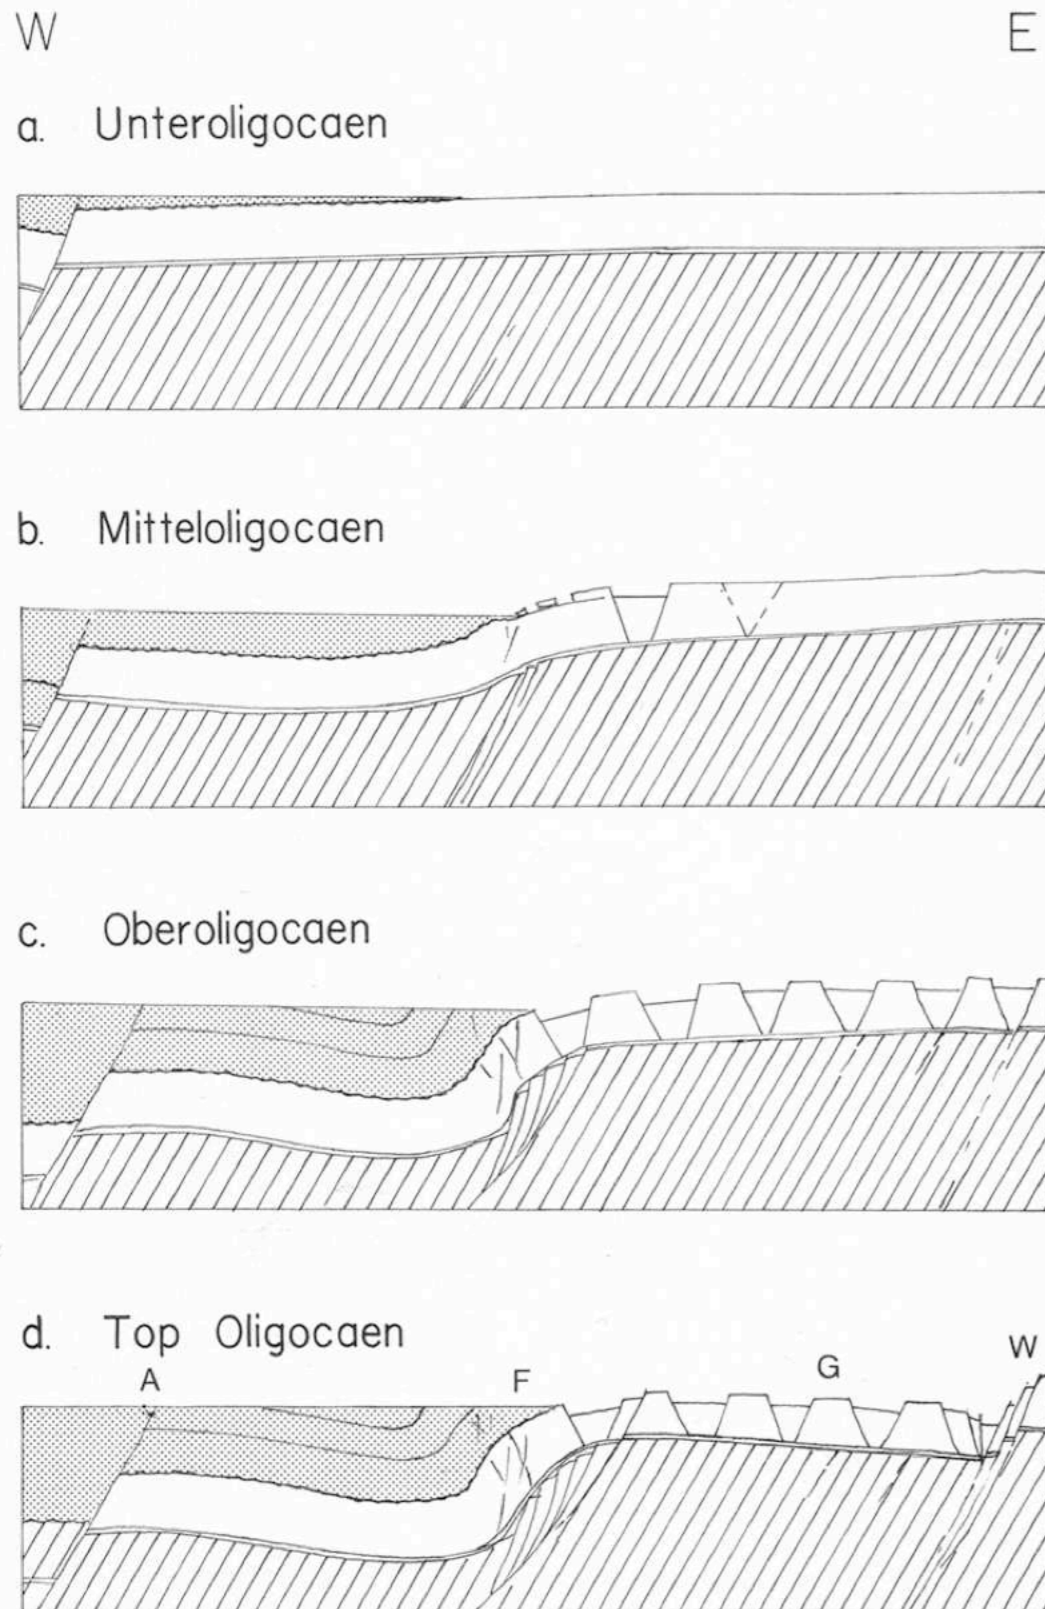 W E
a. Unteroligocaen
b. Mitteloligocaen
c. Oberoligocaen
d. Top Oligocaen
A F G W